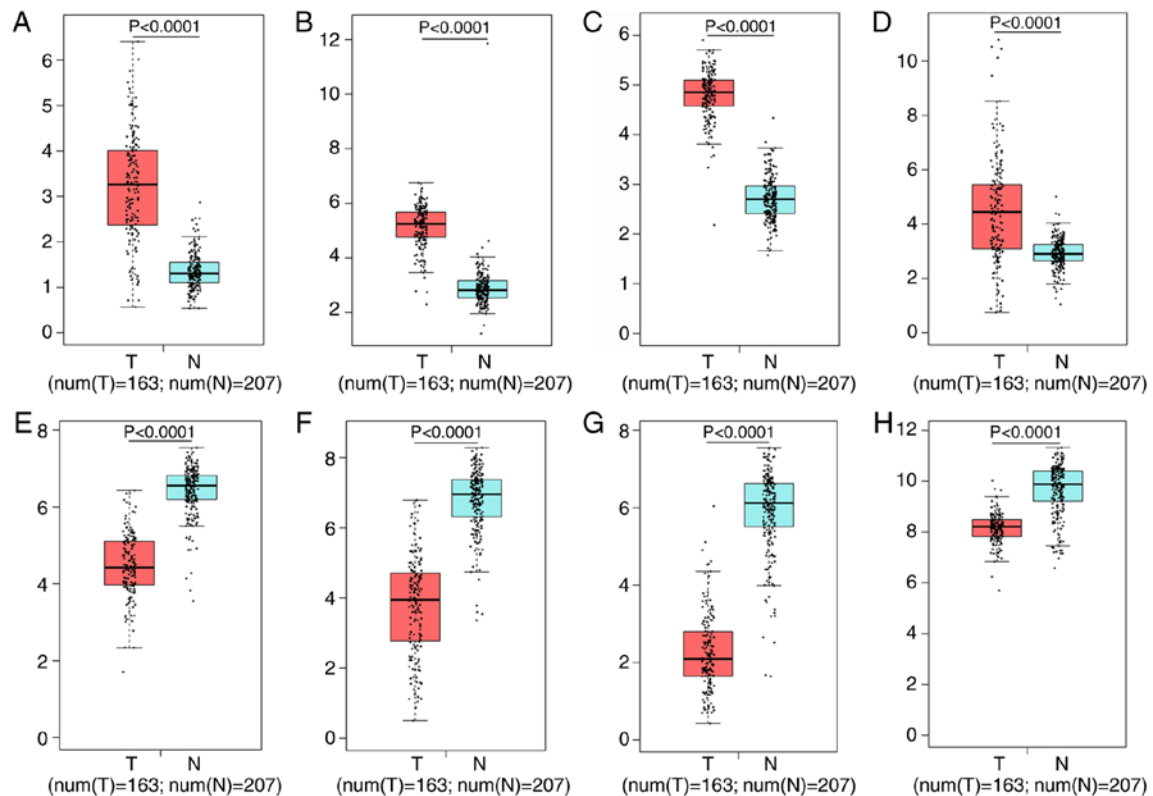 A
P<0.0001
6
5
4
3
2
1
0
T N
(num(T)=163; num(N)=207)
B
P<0.0001
12
10
8
6
4
2
T N
(num(T)=163; num(N)=207)
C
P<0.0001
6
5
4
3
2
1
0
T N
(num(T)=163; num(N)=207)
D
P<0.0001
10
8
6
4
2
0
T N
(num(T)=163; num(N)=207)
E
P<0.0001
8
6
4
2
0
T N
(num(T)=163; num(N)=207)
F
P<0.0001
8
6
4
2
0
T N
(num(T)=163; num(N)=207)
G
P<0.0001
8
6
4
2
0
T N
(num(T)=163; num(N)=207)
H
P<0.0001
12
10
8
6
4
2
0
T N
(num(T)=163; num(N)=207)